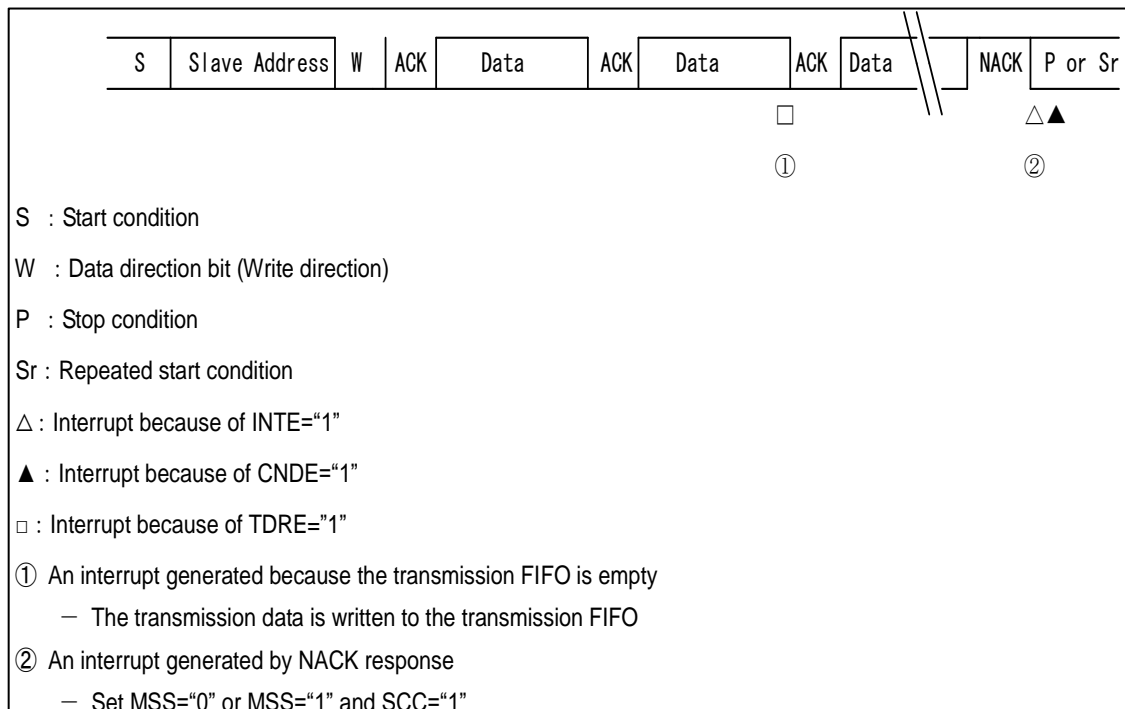 S Slave Address W ACK Data ACK Data ACK Data NACK P or Sr
□ △▲
① ②
S : Start condition
W : Data direction bit (Write direction)
P : Stop condition
Sr : Repeated start condition
△ : Interrupt because of INTE=“1”
▲ : Interrupt because of CNDE=“1”
□ : Interrupt because of TDRE=”1”
① An interrupt generated because the transmission FIFO is empty
－ The transmission data is written to the transmission FIFO
② An interrupt generated by NACK response
－ Set MSS=“0” or MSS=“1” and SCC=“1”